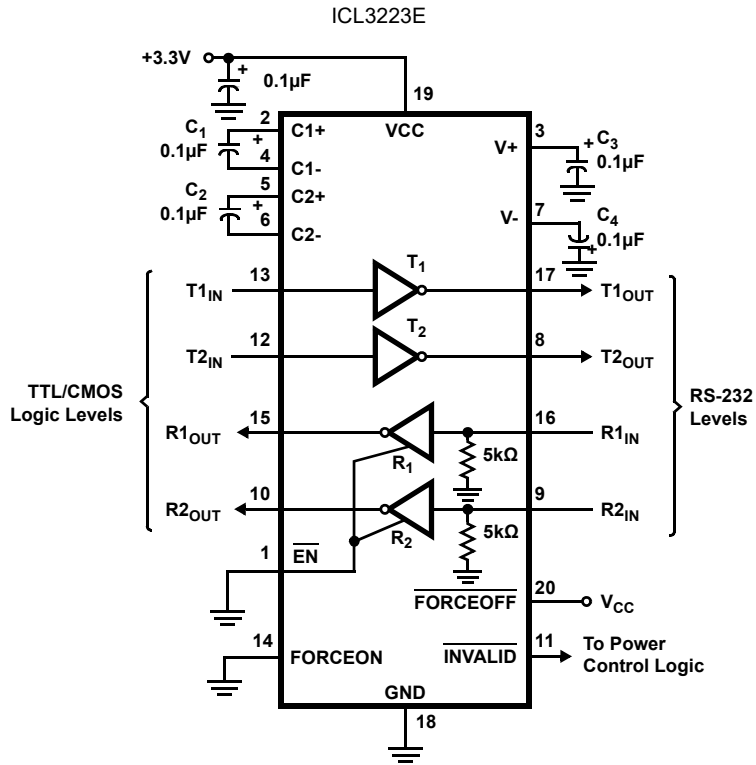 ICL3223E
+3.3V
+
0.1µF
19
VCC
2
C1+
C1
0.1µF
+
4
C1-
5
C2+
C2
0.1µF
+
6
C2-
3
V+
+
C3
0.1µF
7
V-
C4
0.1µF
+
T1
T1IN
13
17
T1OUT
T2
T2IN
12
8
T2OUT
TTL/CMOS
Logic Levels
RS-232
Levels
R1OUT
15
R1
16
R1IN
5kΩ
R2OUT
10
R2
9
R2IN
5kΩ
1
EN
20
FORCEOFF
VCC
14
FORCEON
11
INVALID
To Power
Control Logic
GND
18